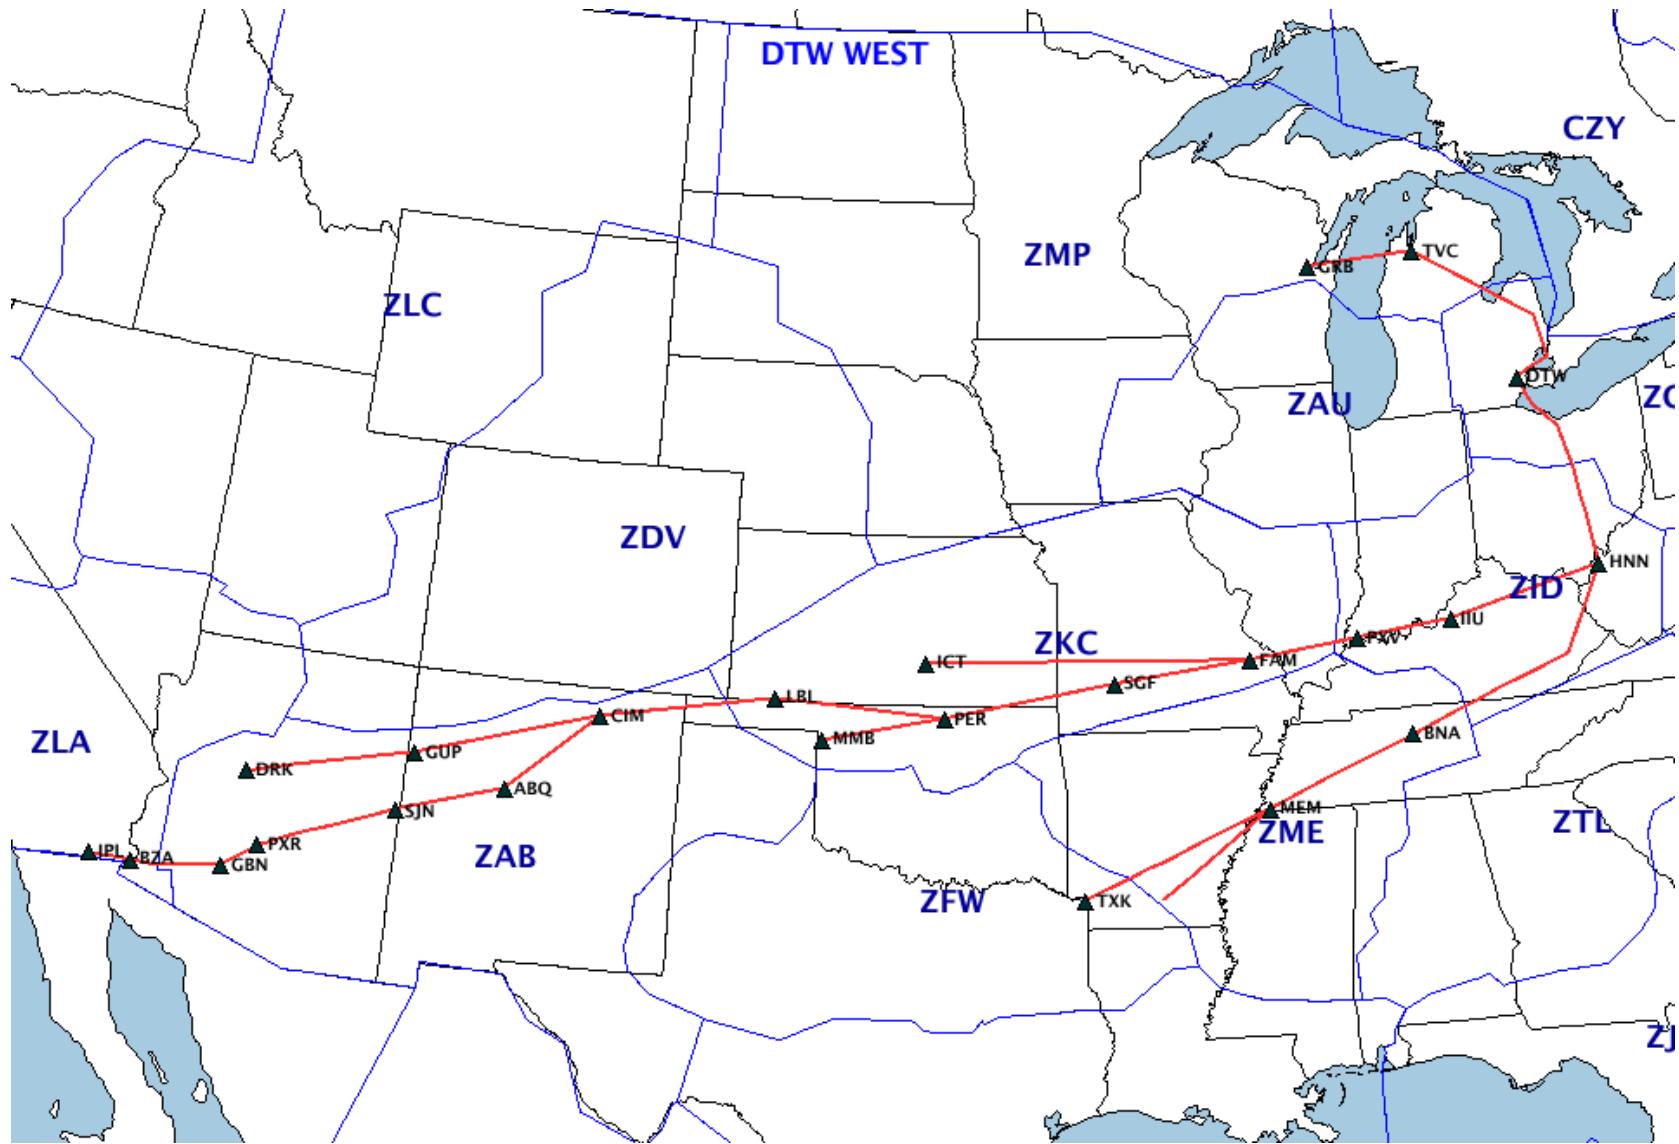 DTW WEST
CZY
ZMP
TVC
GRB
ZLC
DTW
ZAU
ZDV
HNN
ZID
IIU
PXV
ZKC
FAM
ICT
SGF
LBL
CIM
PER
BNA
MMB
ZLA
GUP
DRK
ABQ
MEM
SJN
ZTL
ZME
PXR
IPL
BZA
ZAB
GBN
ZFW
TXK
ZJ